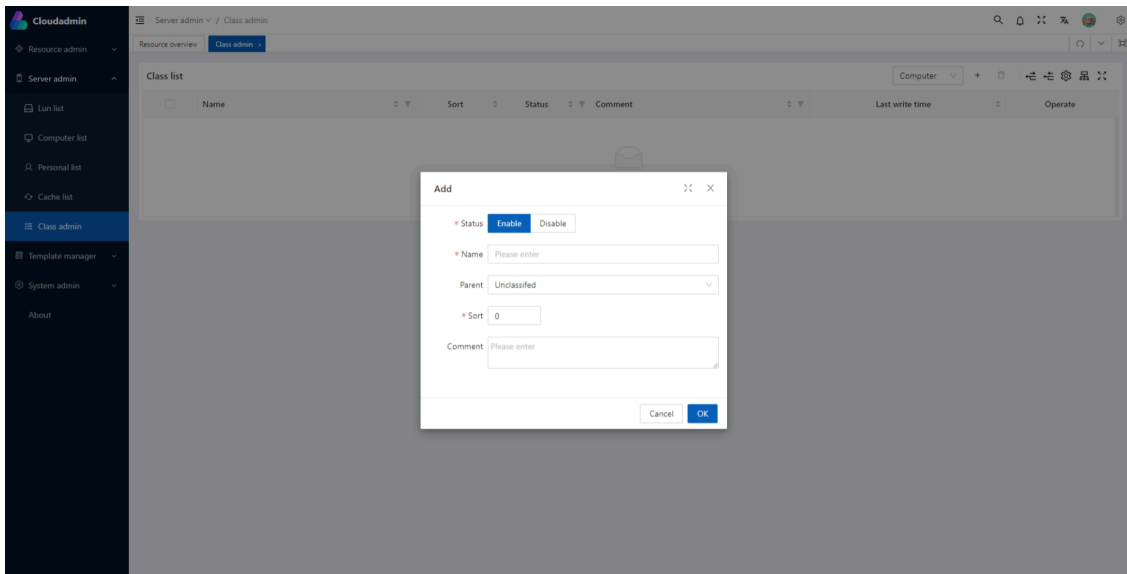 Cloudadmin
Server admin / Class admin
Resource admin
Resource overview
Class admin ×
Server admin
Class list
Computer
Lun list
Name
Sort
Status
Comment
Last write time
Operate
Computer list
Personal list
Cache list
Class admin
Template manager
System admin
About
Add
* Status
Enable
Disable
* Name
Please enter
Parent
Unclassifed
* Sort
0
Comment
Please enter
Cancel
OK